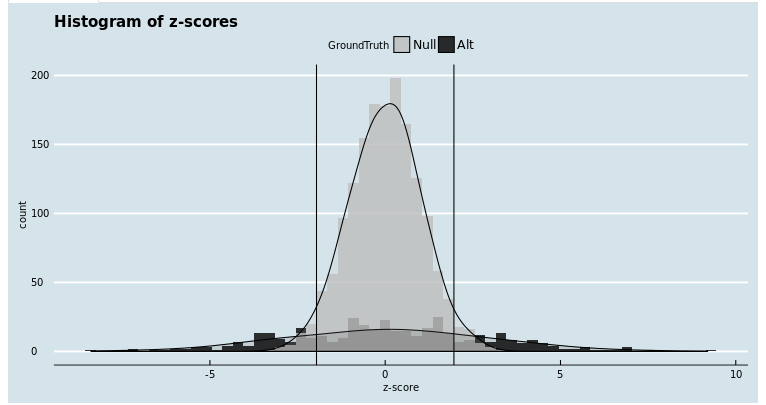 Histogram of z-scores
GroundTruth Null Alt
200
150
100
50
0
count
-5 0 5 10
z-score